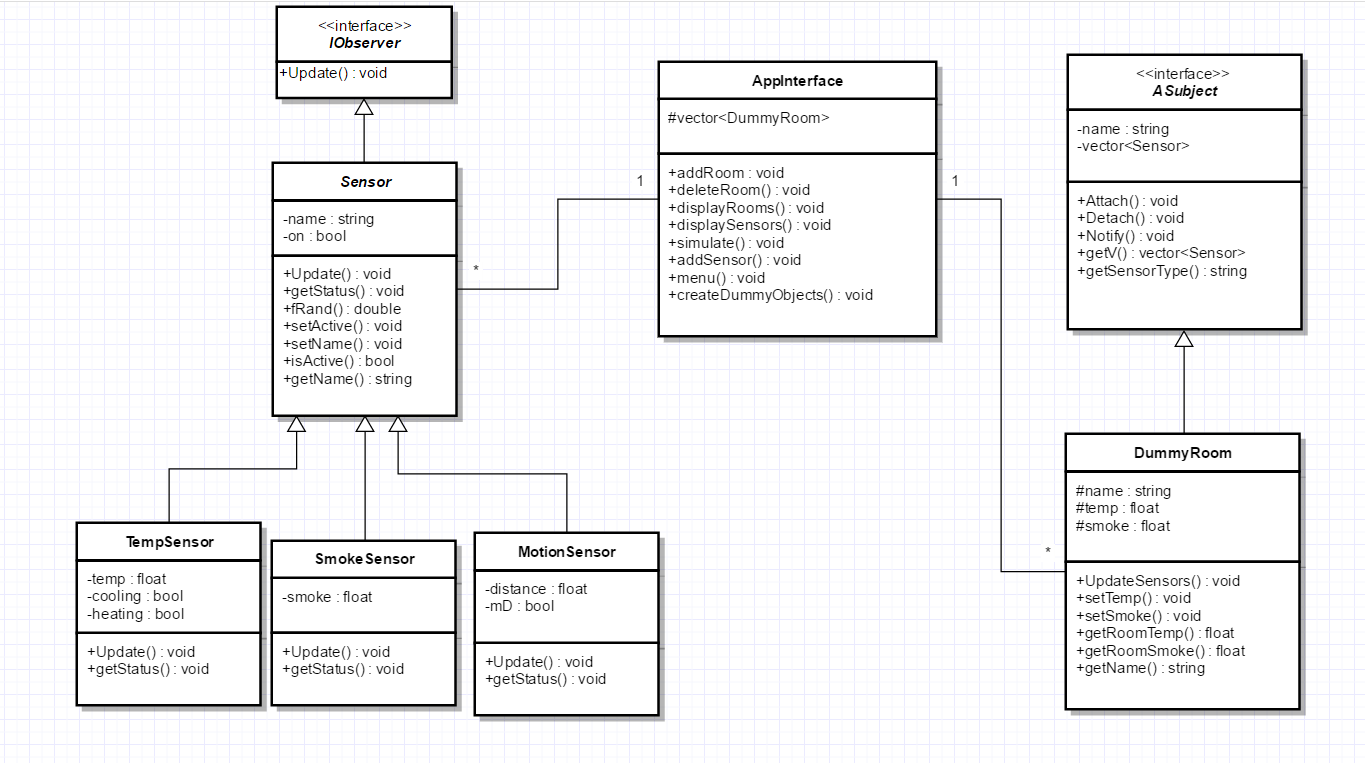 <<interface>>
IObserver
+Update() : void
Sensor
-name : string
-on : bool
+Update() : void
+getStatus() : void
+fRand() : double
+setActive() : void
+setName() : void
+isActive() : bool
+getName() : string
TempSensor
-temp : float
-cooling : bool
-heating : bool
+Update() : void
+getStatus() : void
SmokeSensor
-smoke : float
+Update() : void
+getStatus() : void
MotionSensor
-distance : float
-mD : bool
+Update() : void
+getStatus() : void
*
1
AppInterface
#vector<DummyRoom>
+addRoom : void
+deleteRoom() : void
+displayRooms() : void
+displaySensors() : void
+simulate() : void
+addSensor() : void
+menu() : void
+createDummyObjects() : void
1
*
<<interface>>
ASubject
-name : string
-vector<Sensor>
+Attach() : void
+Detach() : void
+Notify() : void
+getV() : vector<Sensor>
+getSensorType() : string
DummyRoom
#name : string
#temp : float
#smoke : float
+UpdateSensors() : void
+setTemp() : void
+setSmoke() : void
+getRoomTemp() : float
+getRoomSmoke() : float
+getName() : string